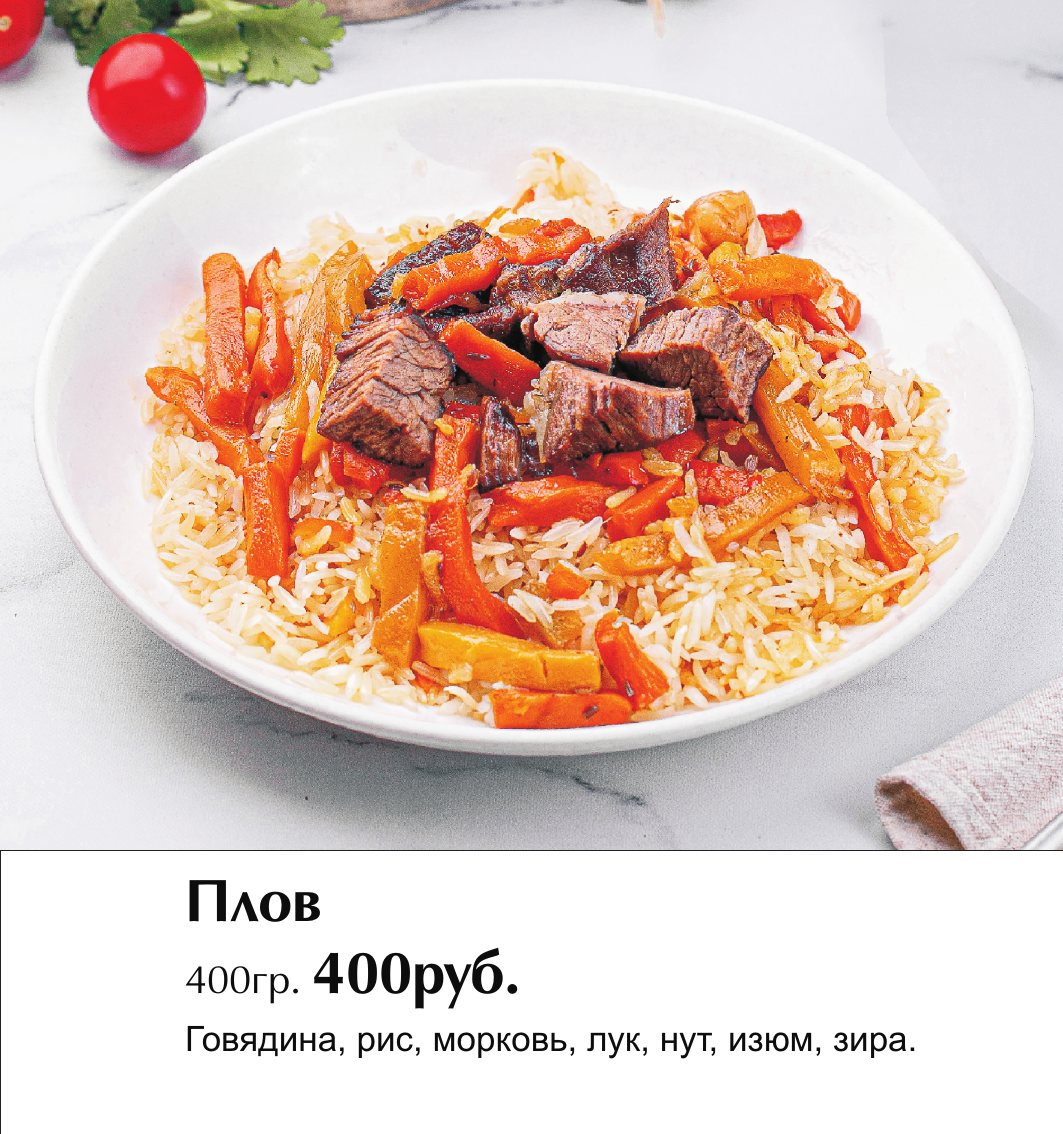 Плов
400гр. 400руб.
Говядина, рис, морковь, лук, нут, изюм, зира.